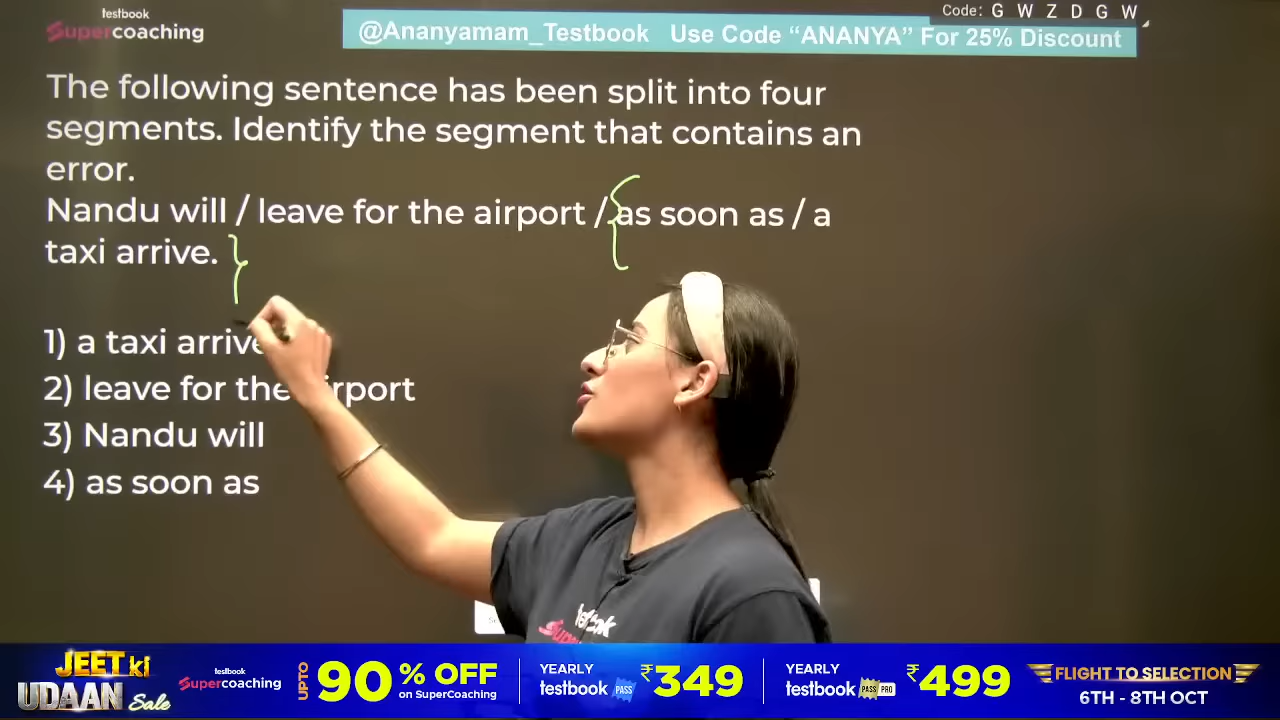 testbook
Supercoaching
@Ananyamam_Testbook Use Code “ANANYA” For 25% Discount
Code: G W Z D G W
The following sentence has been split into four
segments. Identify the segment that contains an
error.
Nandu will / leave for the airport / as soon as / a
taxi arrive.
1) a taxi arrive
2) leave for the airport
3) Nandu will
4) as soon as
JEET ki
UDAAN Sale
testbook
Supercoaching
UPTO 90% OFF
on SuperCoaching
YEARLY
testbook PASS
₹349
YEARLY
testbook PASS PRO
₹499
FLIGHT TO SELECTION
6TH - 8TH OCT